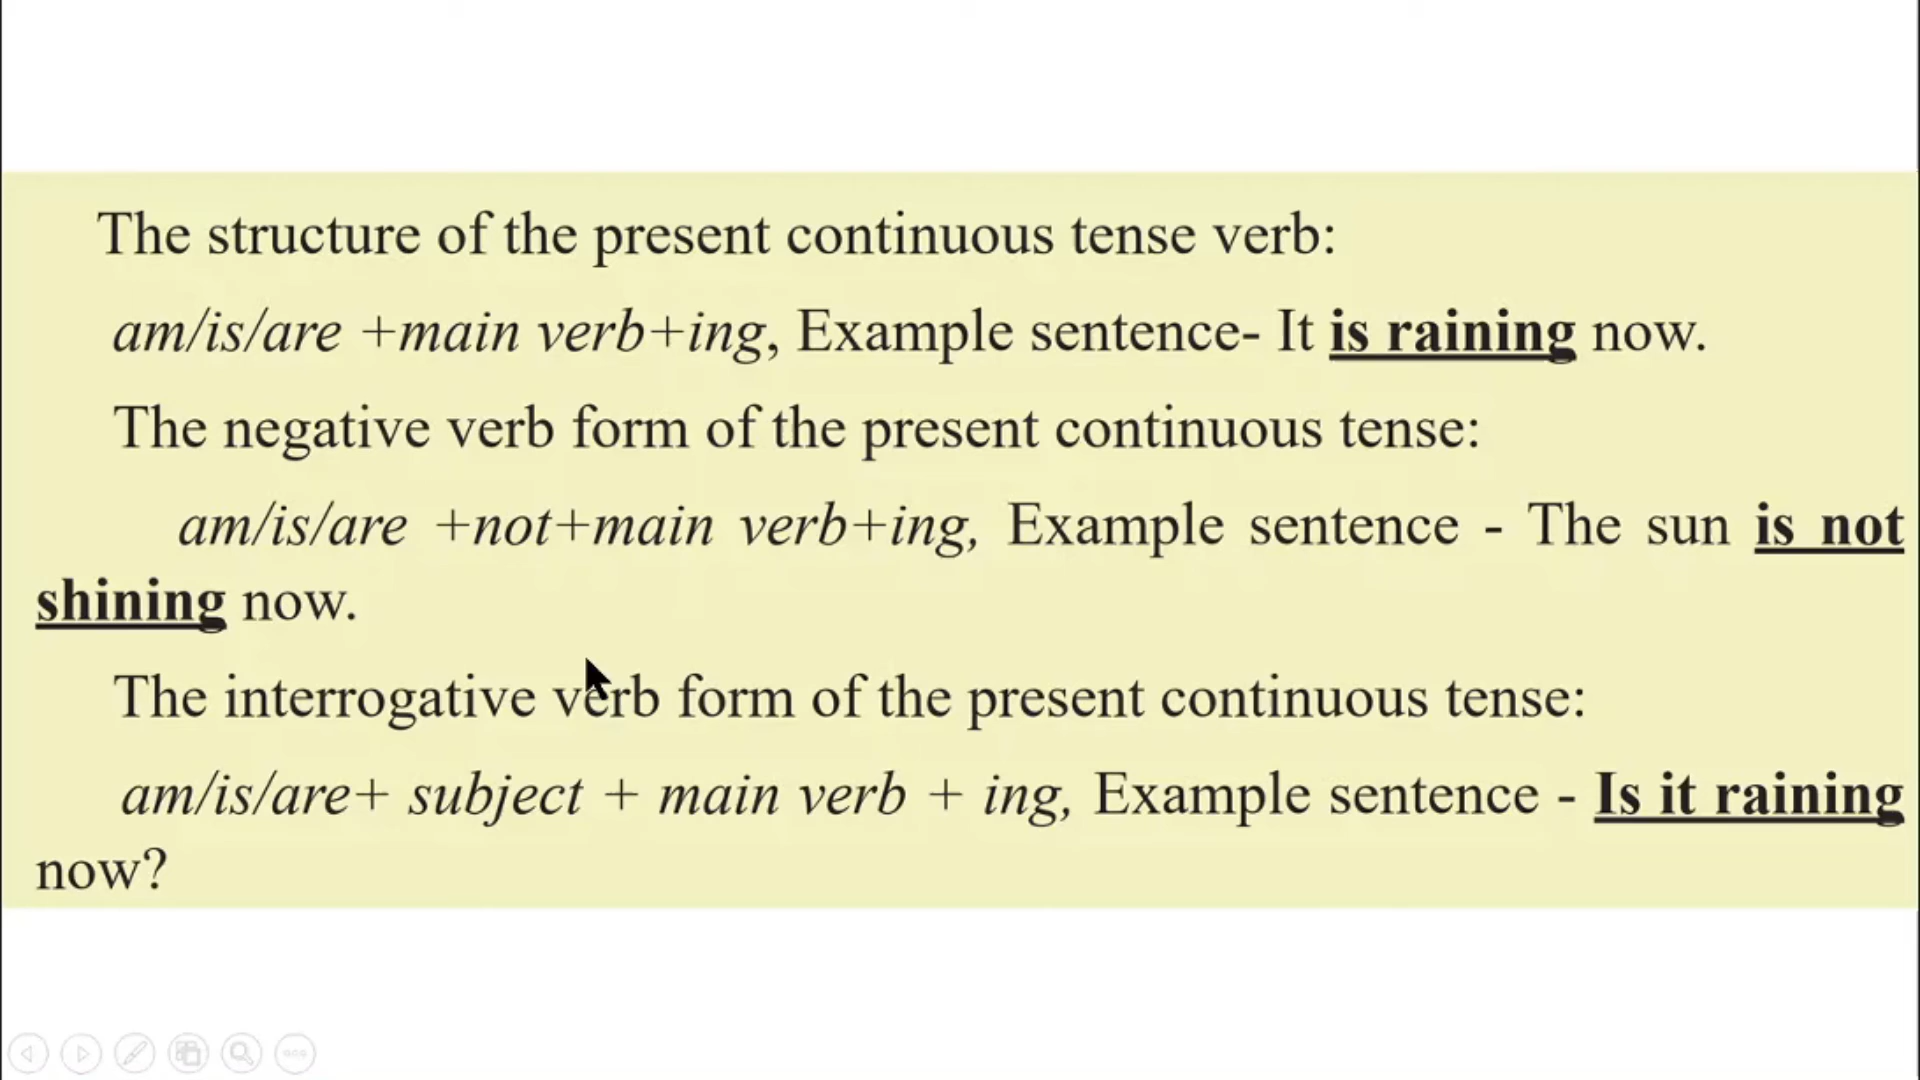 The structure of the present continuous tense verb:
am/is/are +main verb+ing, Example sentence- It is raining now.
The negative verb form of the present continuous tense:
am/is/are +not+main verb+ing, Example sentence - The sun is not
shining now.
The interrogative verb form of the present continuous tense:
am/is/are+ subject + main verb + ing, Example sentence - Is it raining
now?